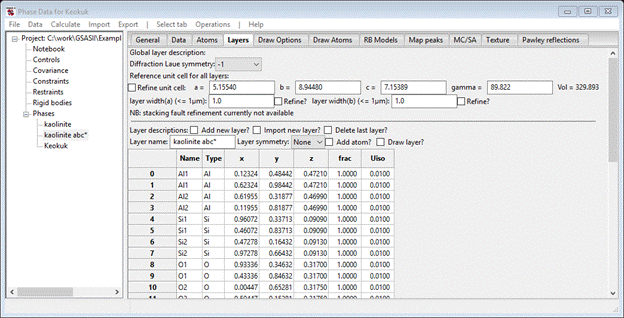 Phase Data for Keokuk
File Data Calculate Import Export | Select tab Operations | Help
Project: C:\work\GSASII\Exampl
Notebook
Controls
Covariance
Constraints
Restraints
Rigid bodies
Phases
kaolinite
kaolinite abc*
Keokuk
General Data Atoms Layers Draw Options Draw Atoms RB Models Map peaks MC/SA Texture Pawley reflections
Global layer description:
Diffraction Laue symmetry: -1
Reference unit cell for all layers:
Refine unit cell: a = 5.15540 b = 8.94480 c = 7.15389 gamma = 89.822 Vol = 329.893
layer width(a) (<= 1μm): 1.0 Refine? layer width(b) (<= 1μm): 1.0 Refine?
NB: stacking fault refinement currently not available
Layer descriptions: Add new layer? Import new layer? Delete last layer?
Layer name: kaolinite abc* Layer symmetry: None Add atom? Draw layer?
Name Type x y z frac Uiso
0 Al1 Al 0.12324 0.48442 0.47210 1.0000 0.0100
1 Al1 Al 0.62324 0.98442 0.47210 1.0000 0.0100
2 Al2 Al 0.61955 0.31877 0.46990 1.0000 0.0100
3 Al2 Al 0.11955 0.81877 0.46990 1.0000 0.0100
4 Si1 Si 0.96072 0.33713 0.09090 1.0000 0.0100
5 Si1 Si 0.46072 0.83713 0.09090 1.0000 0.0100
6 Si2 Si 0.47278 0.16432 0.09130 1.0000 0.0100
7 Si2 Si 0.97278 0.66432 0.09130 1.0000 0.0100
8 O1 O 0.93336 0.34632 0.31700 1.0000 0.0100
9 O1 O 0.43336 0.84632 0.31700 1.0000 0.0100
10 O2 O 0.00447 0.65281 0.31750 1.0000 0.0100
11 O2 O 0.50447 0.15281 0.31750 1.0000 0.0100